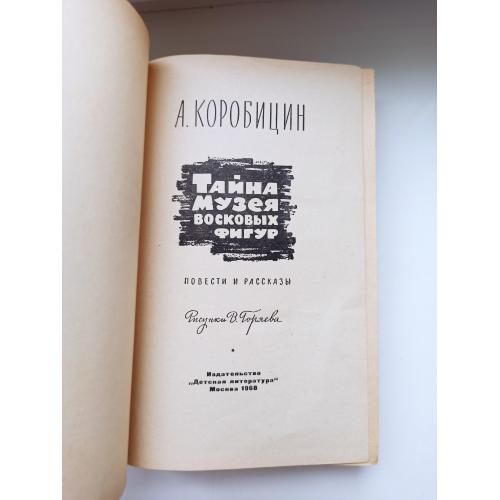 А. КОРОБИЦИН
ТАЙНА
МУЗЕЯ
ВОСКОВЫХ
ФИГУР
ПОВЕСТИ И РАССКАЗЫ
Рисунки В. Горяева
Издательство
„Детская литература“
Москва 1968